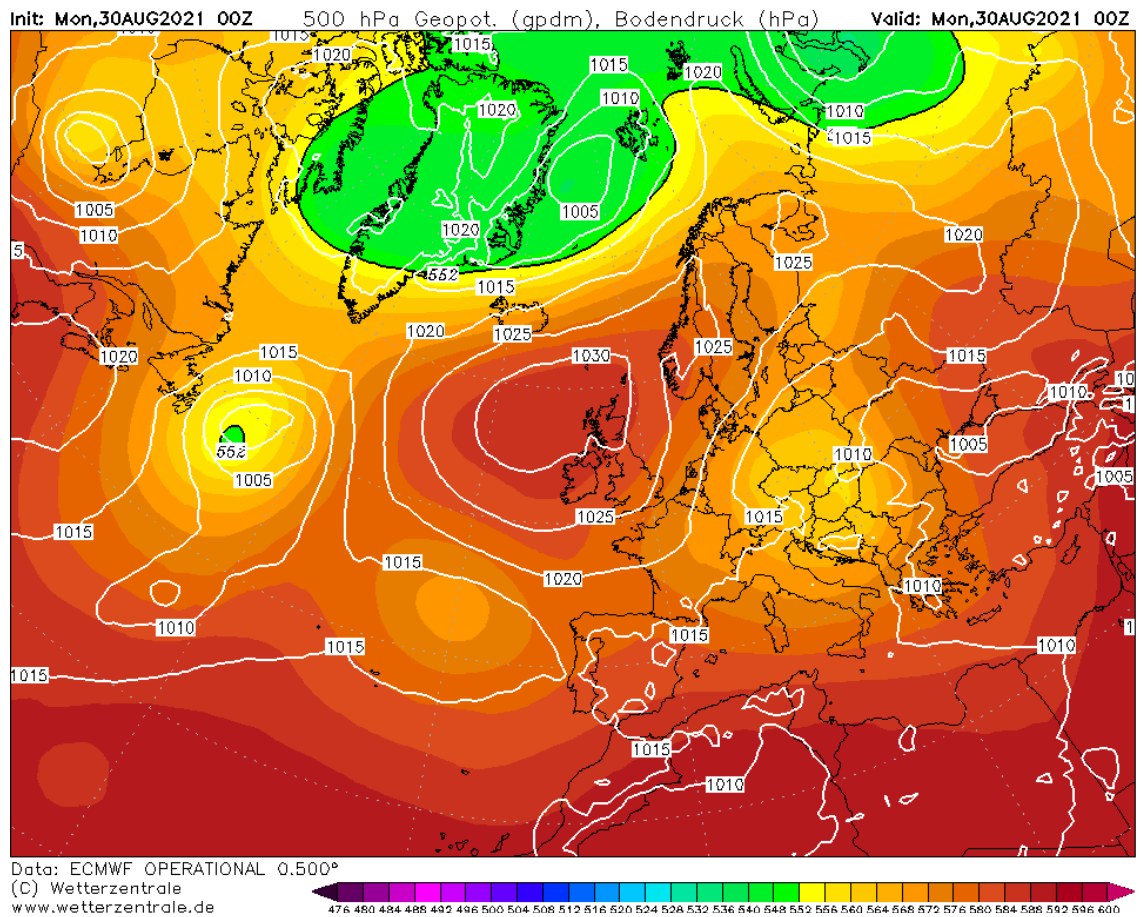 Init: Mon,30AUG2021 00Z 500 hPa Geopot. (gpdm), Bodendruck (hPa) Valid: Mon,30AUG2021 00Z
1015 1015
1020 1015 1015 1020
1020 1010 1010
1015
1005 1005
1010 1020 1020
1025
552
1015
1020 1025
1020 1015 1030 1025 1015
1010 1010
1005
552 1010
1005 1005
1015 1025
1015
1015 1020
1010
1010 1015
1015 1010
1015
1015
1010
Data: ECMWF OPERATIONAL 0.500°
(C) Wetterzentrale
www.wetterzentrale.de
476 480 484 488 492 496 500 504 508 512 516 520 524 528 532 536 540 544 548 552 556 560 564 568 572 576 580 584 588 592 596 600